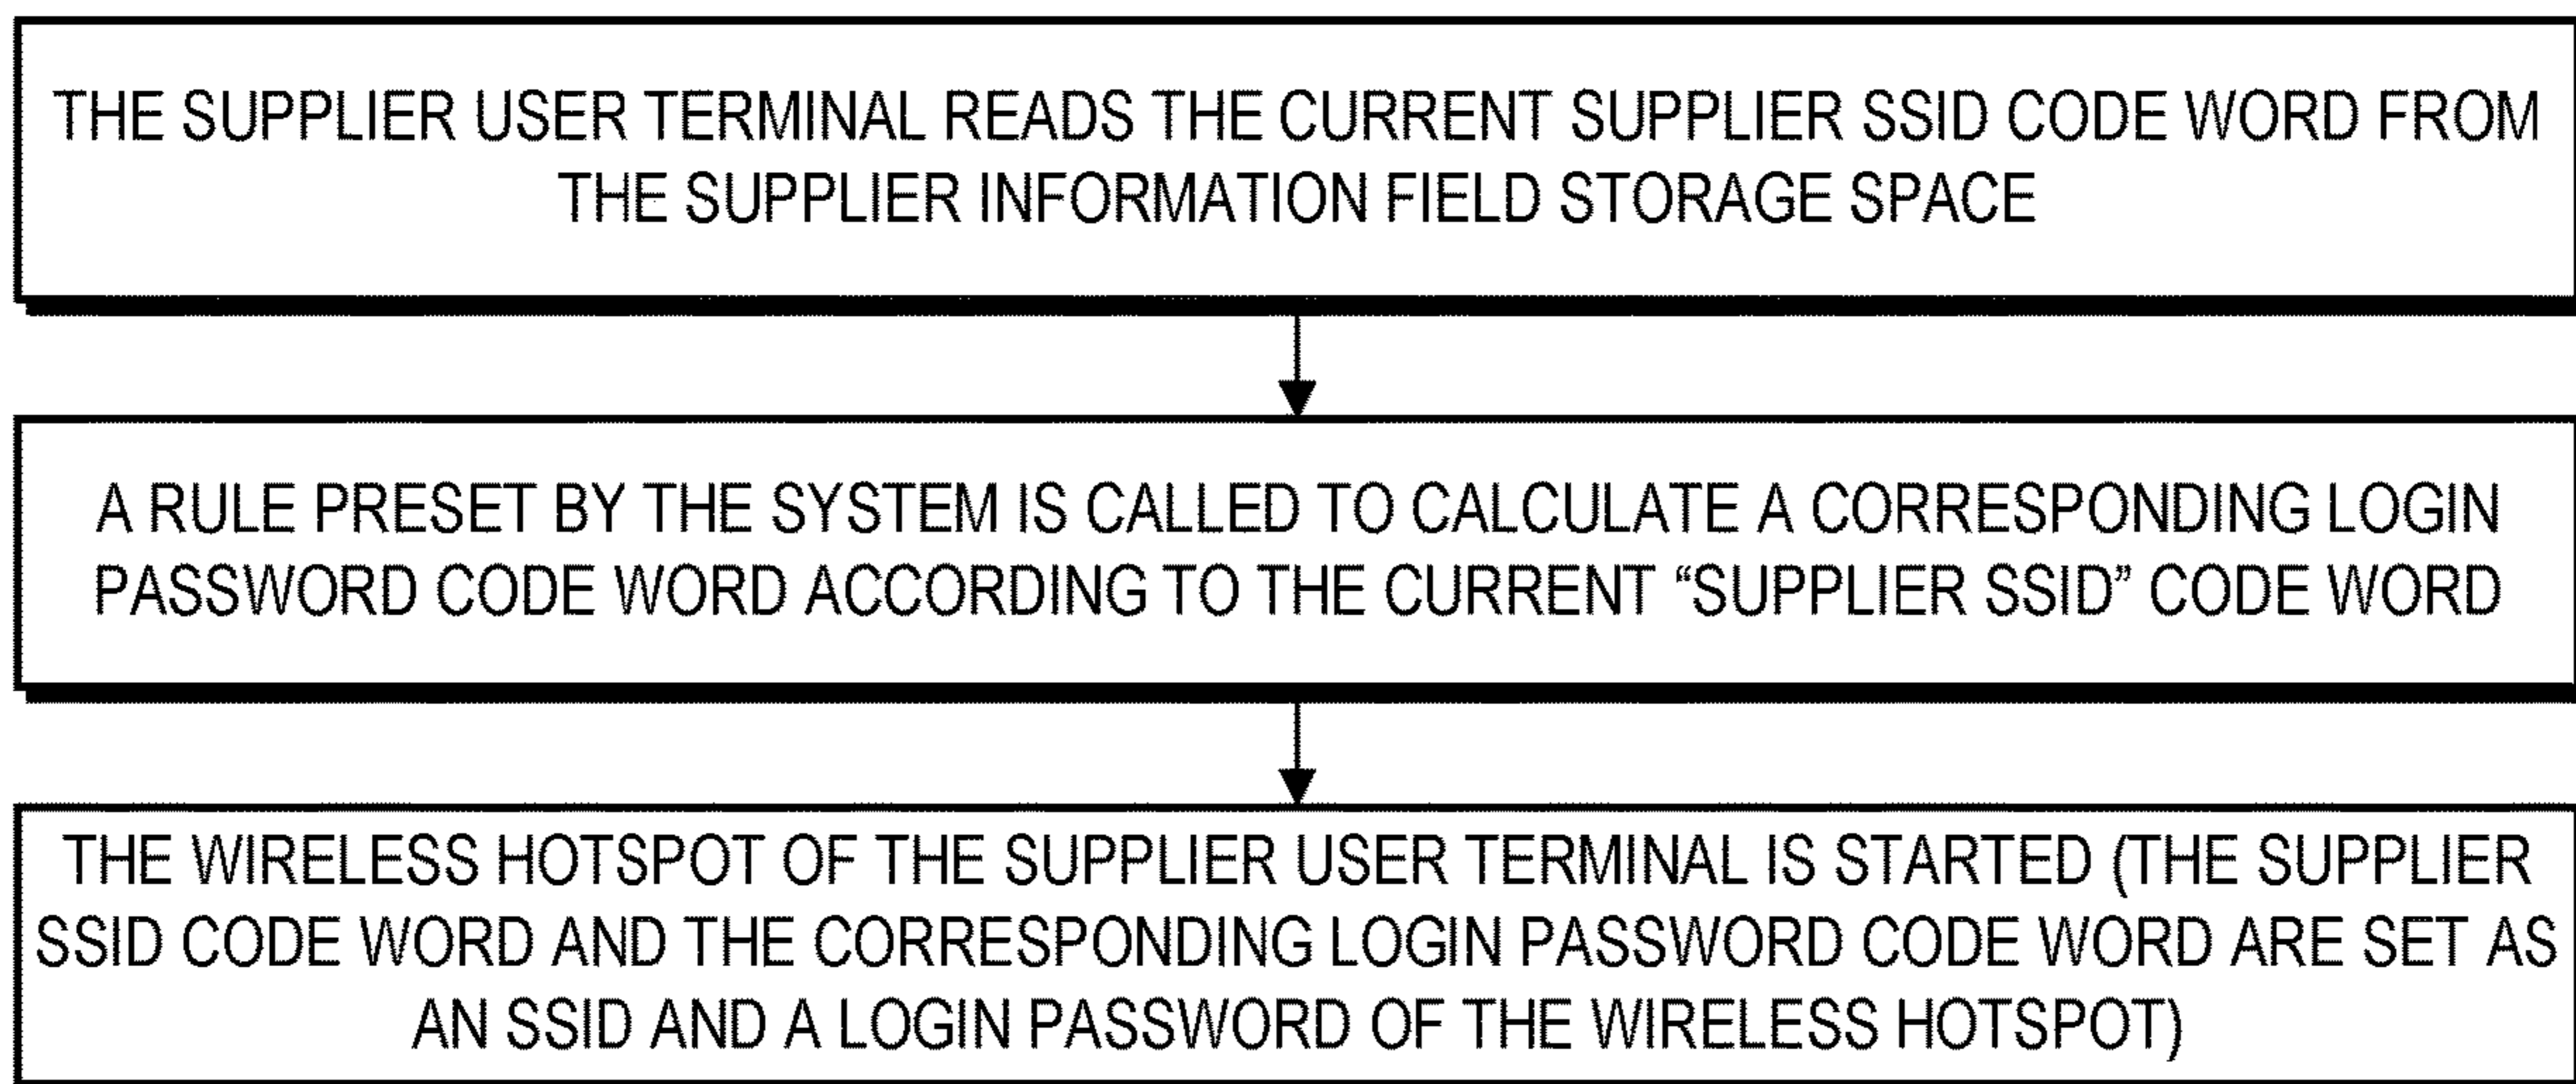 THE SUPPLIER USER TERMINAL READS THE CURRENT SUPPLIER SSID CODE WORD FROM
THE SUPPLIER INFORMATION FIELD STORAGE SPACE
A RULE PRESET BY THE SYSTEM IS CALLED TO CALCULATE A CORRESPONDING LOGIN
PASSWORD CODE WORD ACCORDING TO THE CURRENT “SUPPLIER SSID” CODE WORD
THE WIRELESS HOTSPOT OF THE SUPPLIER USER TERMINAL IS STARTED (THE SUPPLIER
SSID CODE WORD AND THE CORRESPONDING LOGIN PASSWORD CODE WORD ARE SET AS
AN SSID AND A LOGIN PASSWORD OF THE WIRELESS HOTSPOT)